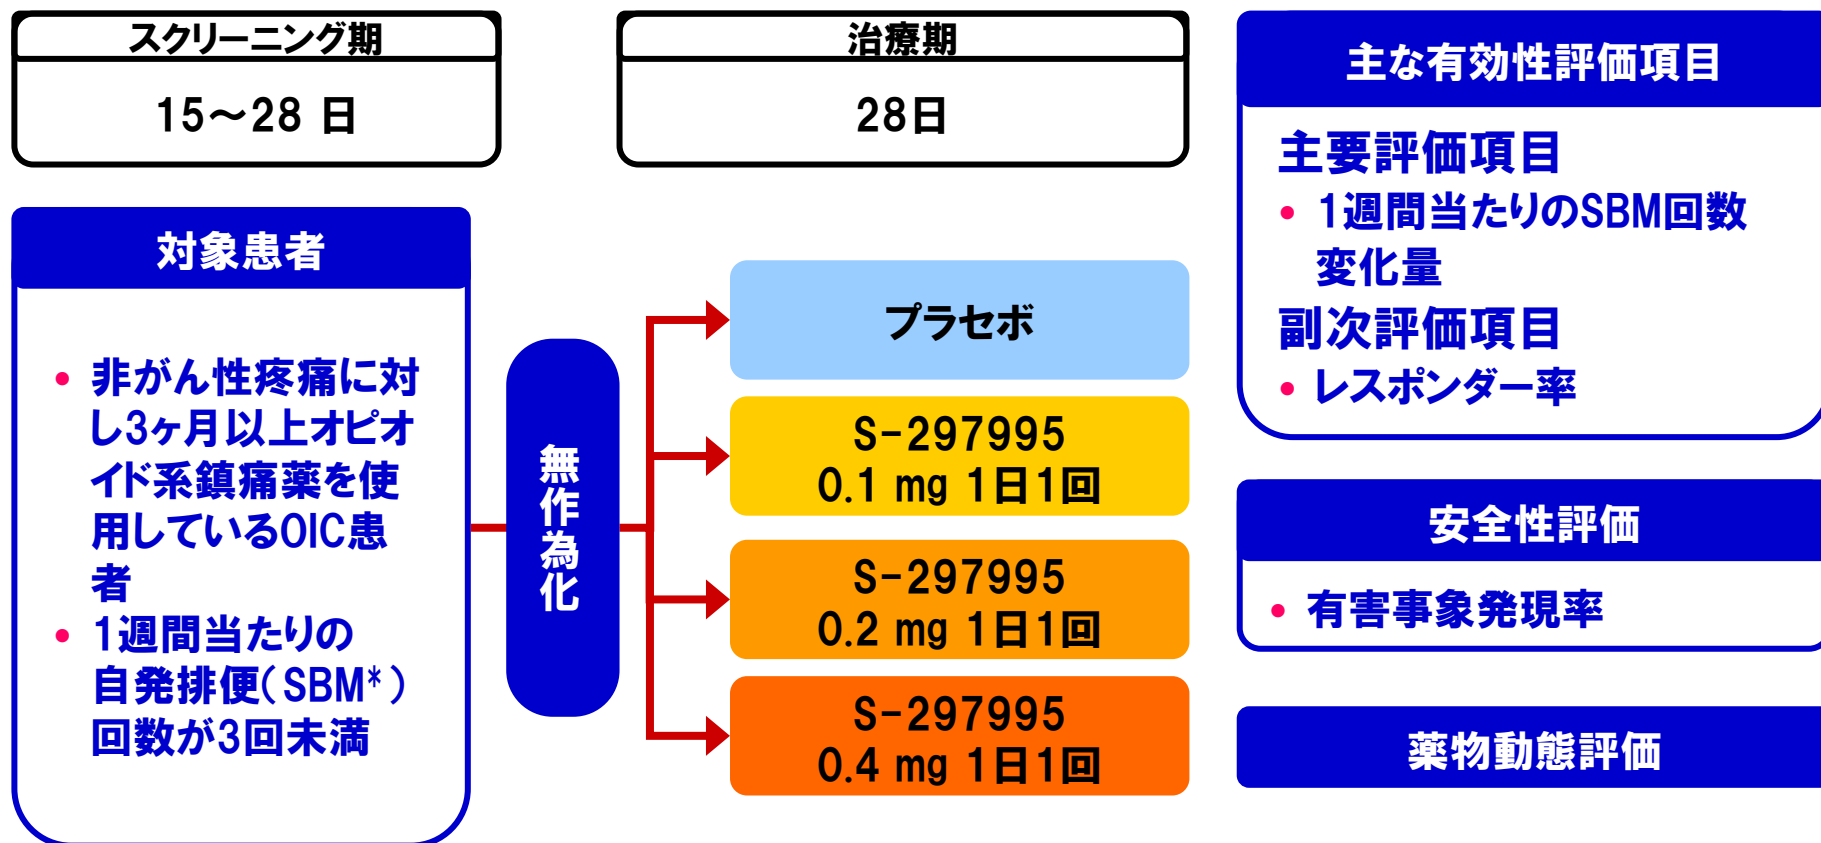 スクリーニング期
15～28 日
治療期
28日
対象患者
• 非がん性疼痛に対
し3ヶ月以上オピオ
イド系鎮痛薬を使
用しているOIC患
者
• 1週間当たりの
自発排便(SBM*)
回数が3回未満
無作為化
プラセボ
S-297995
0.1 mg 1日1回
S-297995
0.2 mg 1日1回
S-297995
0.4 mg 1日1回
主な有効性評価項目
主要評価項目
• 1週間当たりのSBM回数
変化量
副次評価項目
• レスポンダー率
安全性評価
• 有害事象発現率
薬物動態評価